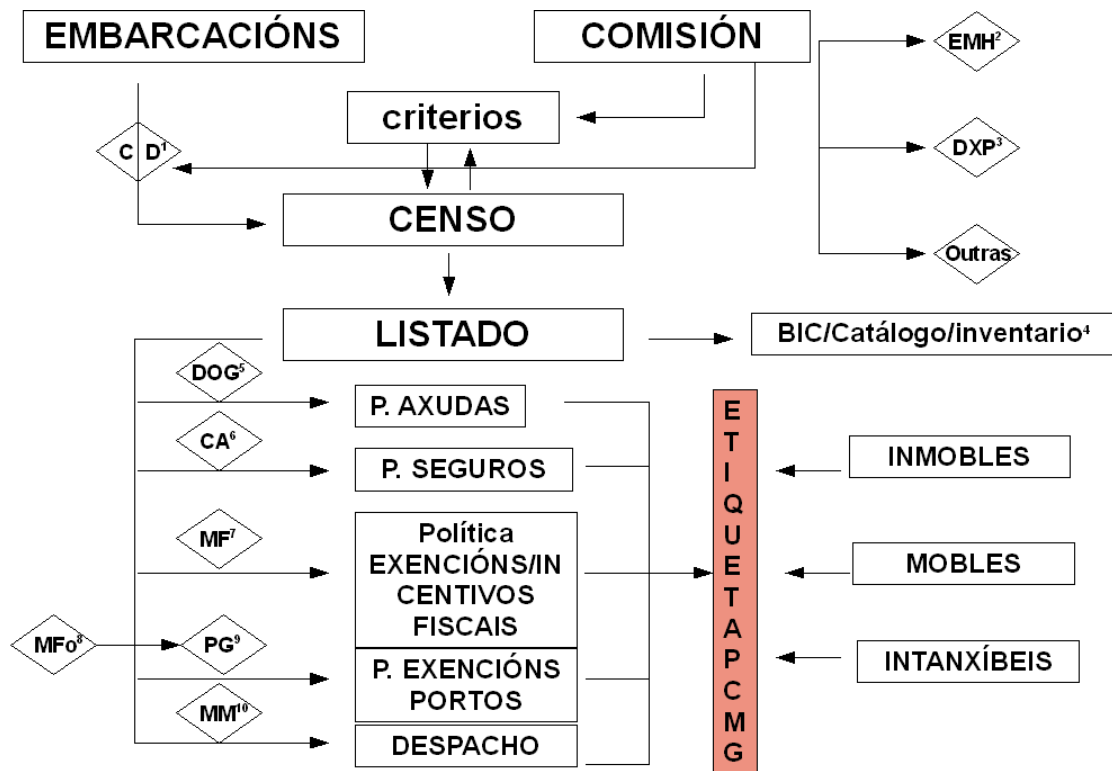 EMBARCACIÓNS
COMISIÓN
EMH²
criterios
C D¹
DXP³
CENSO
Outras
LISTADO
BIC/Catálogo/inventario⁴
DOG⁵
P. AXUDAS
CA⁶
P. SEGUROS
MF⁷
Política
EXENCIÓNS/IN
CENTIVOS
FISCAIS
MFo⁸
PG⁹
P. EXENCIÓNS
PORTOS
MM¹⁰
DESPACHO
E
T
I
Q
U
E
T
A
P
C
M
G
INMOBLES
MOBLES
INTANXÍBEIS